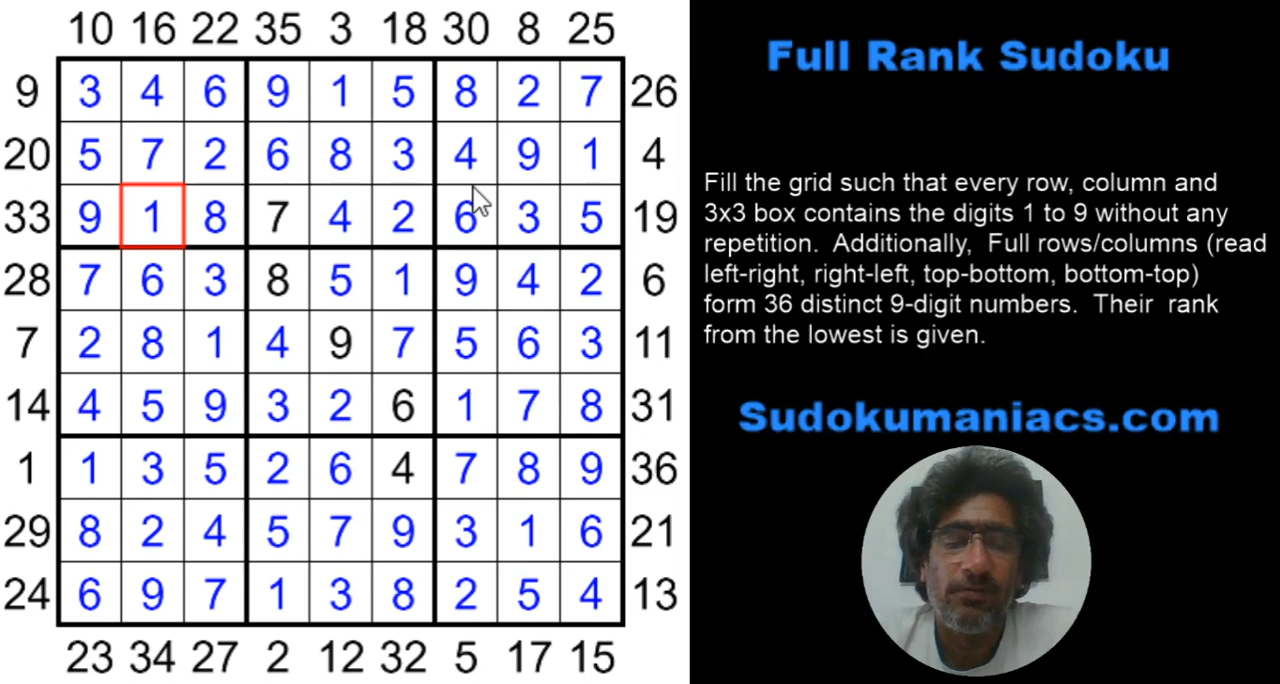 10 16 22 35 3 18 30 8 25
9 3 4 6 9 1 5 8 2 7 26
20 5 7 2 6 8 3 4 9 1 4
33 9 1 8 7 4 2 6 3 5 19
28 7 6 3 8 5 1 9 4 2 6
7 2 8 1 4 9 7 5 6 3 11
14 4 5 9 3 2 6 1 7 8 31
1 1 3 5 2 6 4 7 8 9 36
29 8 2 4 5 7 9 3 1 6 21
24 6 9 7 1 3 8 2 5 4 13
23 34 27 2 12 32 5 17 15
Full Rank Sudoku
Fill the grid such that every row, column and
3x3 box contains the digits 1 to 9 without any
repetition. Additionally, Full rows/columns (read
left-right, right-left, top-bottom, bottom-top)
form 36 distinct 9-digit numbers. Their rank
from the lowest is given.
Sudokumaniacs.com